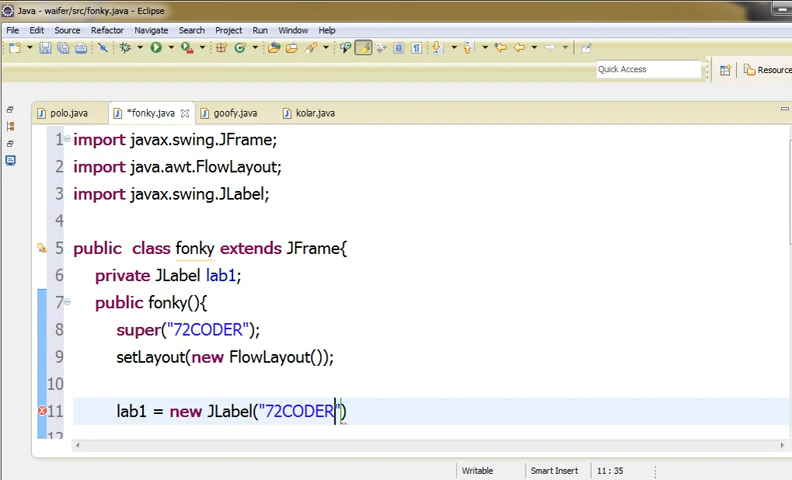 Java - waifer/src/fonky.java - Eclipse
File Edit Source Refactor Navigate Search Project Run Window Help
Quick Access Resource
polo.java *fonky.java goofy.java kolar.java
1 import javax.swing.JFrame;
2 import java.awt.FlowLayout;
3 import javax.swing.JLabel;
4
5 public class fonky extends JFrame{
6 private JLabel lab1;
7 public fonky(){
8 super("72CODER");
9 setLayout(new FlowLayout());
10
11 lab1 = new JLabel("72CODER")
12
Writable Smart Insert 11 : 35